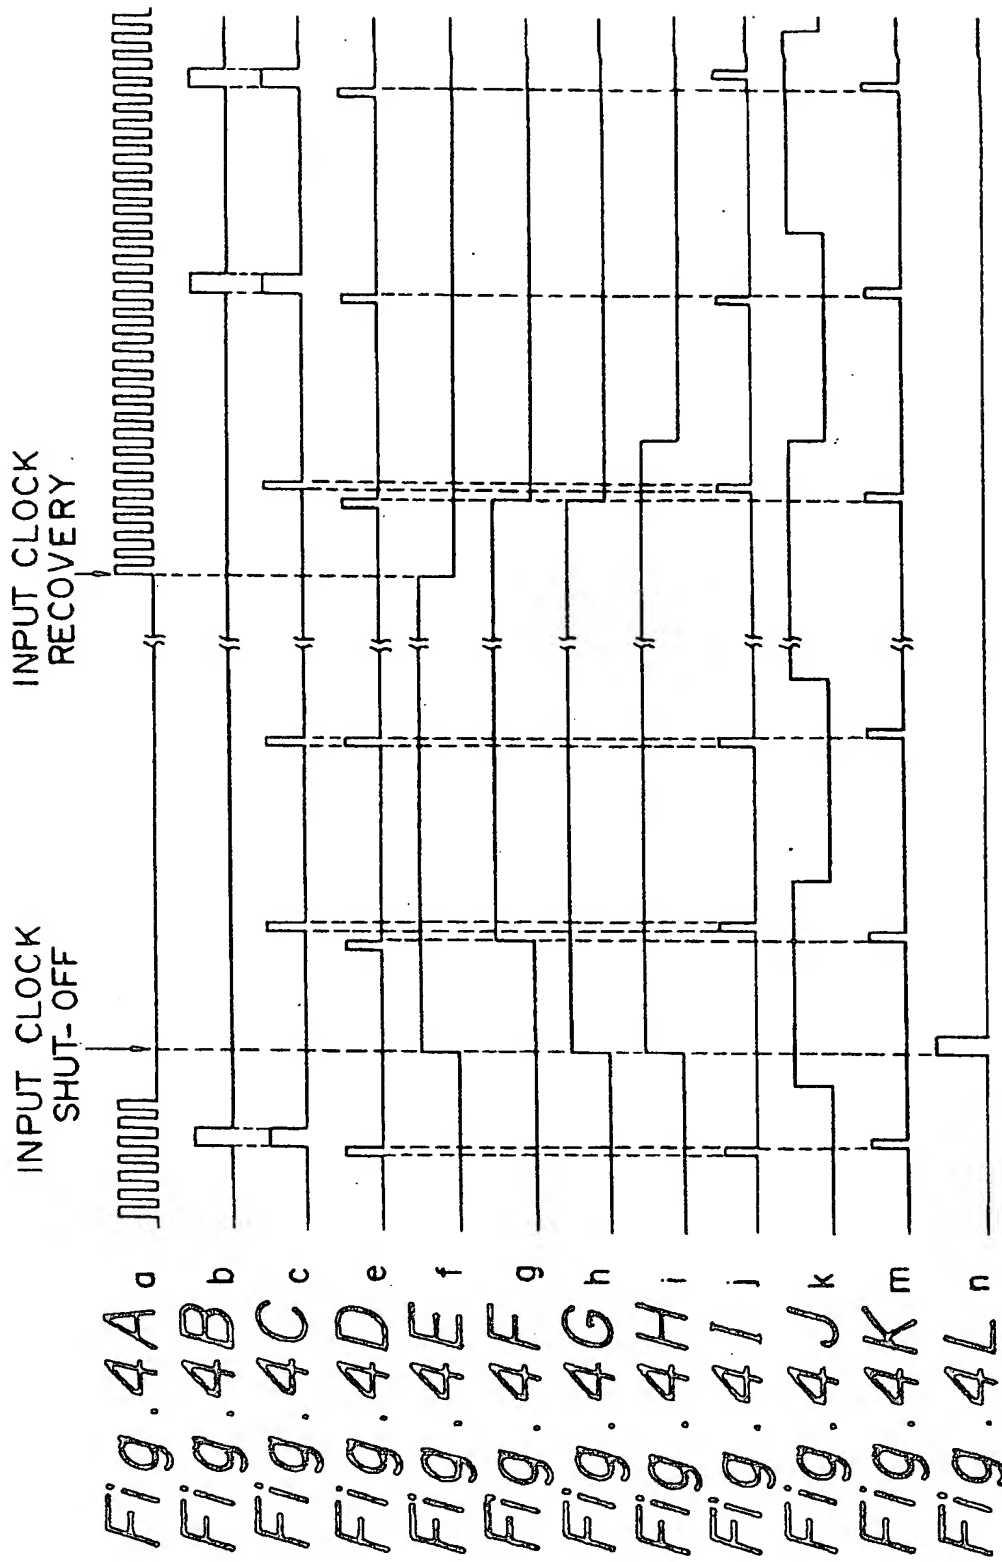 INPUT CLOCK
SHUT-OFF
INPUT CLOCK
RECOVERY
Fig. 4A a
Fig. 4B b
Fig. 4C c
Fig. 4D e
Fig. 4E f
Fig. 4F g
Fig. 4G h
Fig. 4H i
Fig. 4I j
Fig. 4J k
Fig. 4K m
Fig. 4L n